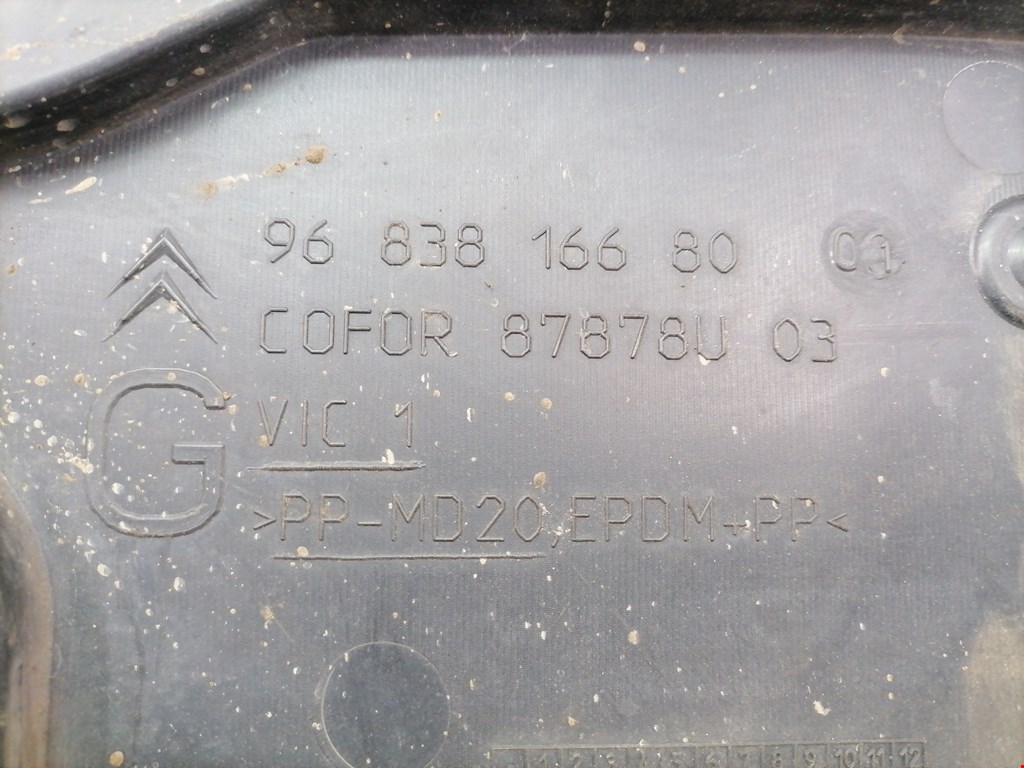 96 838 166 80 01
COFOR 87878U 03
G VIC 1
>PP-MD20,EPDM+PP<
1 2 3 4 5 6 7 8 9 10 11 12